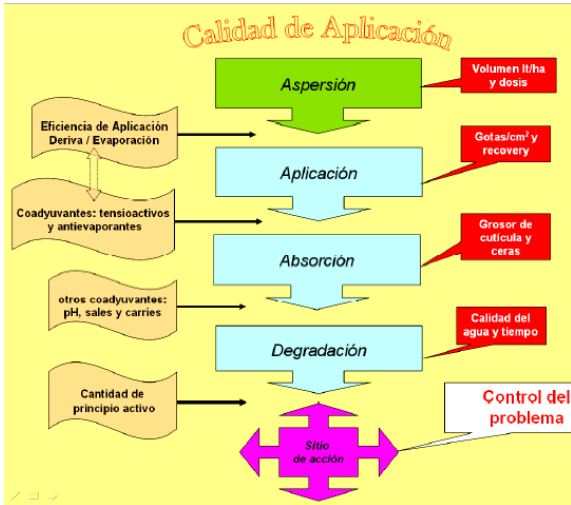 Calidad de Aplicación
Aspersión
Volumen lt/ha
y dosis
Eficiencia de Aplicación
Deriva / Evaporación
Gotas/cm² y
recovery
Aplicación
Coadyuvantes: tensioactivos
y antievaporantes
Grosor de
cutícula y
ceras
Absorción
otros coadyuvantes:
pH, sales y carries
Calidad del
agua y tiempo
Degradación
Cantidad de
principio activo
Control del
problema
Sitio
de acción